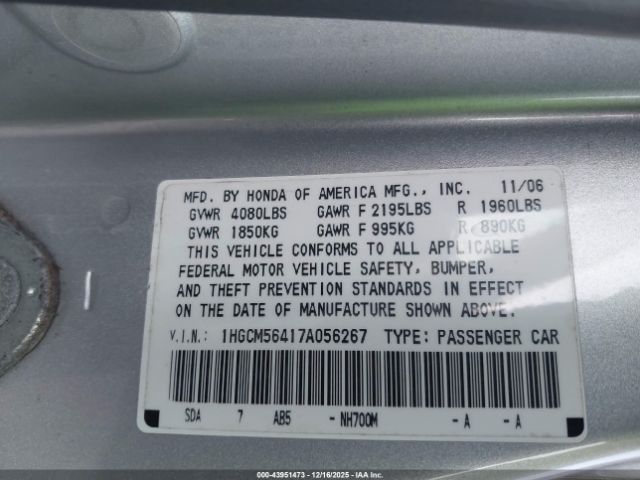 MFD. BY HONDA OF AMERICA MFG., INC. 11/06
GVWR 4080LBS GAWR F 2195LBS R 1960LBS
GVWR 1850KG GAWR F 995KG R 890KG
THIS VEHICLE CONFORMS TO ALL APPLICABLE
FEDERAL MOTOR VEHICLE SAFETY, BUMPER,
AND THEFT PREVENTION STANDARDS IN EFFECT
ON THE DATE OF MANUFACTURE SHOWN ABOVE.
V.I.N.: 1HGCM56417A056267 TYPE: PASSENGER CAR
SDA 7 AB5 - NH700M - A - A
000-43951473 - 12/16/2025 - IAAI.COM